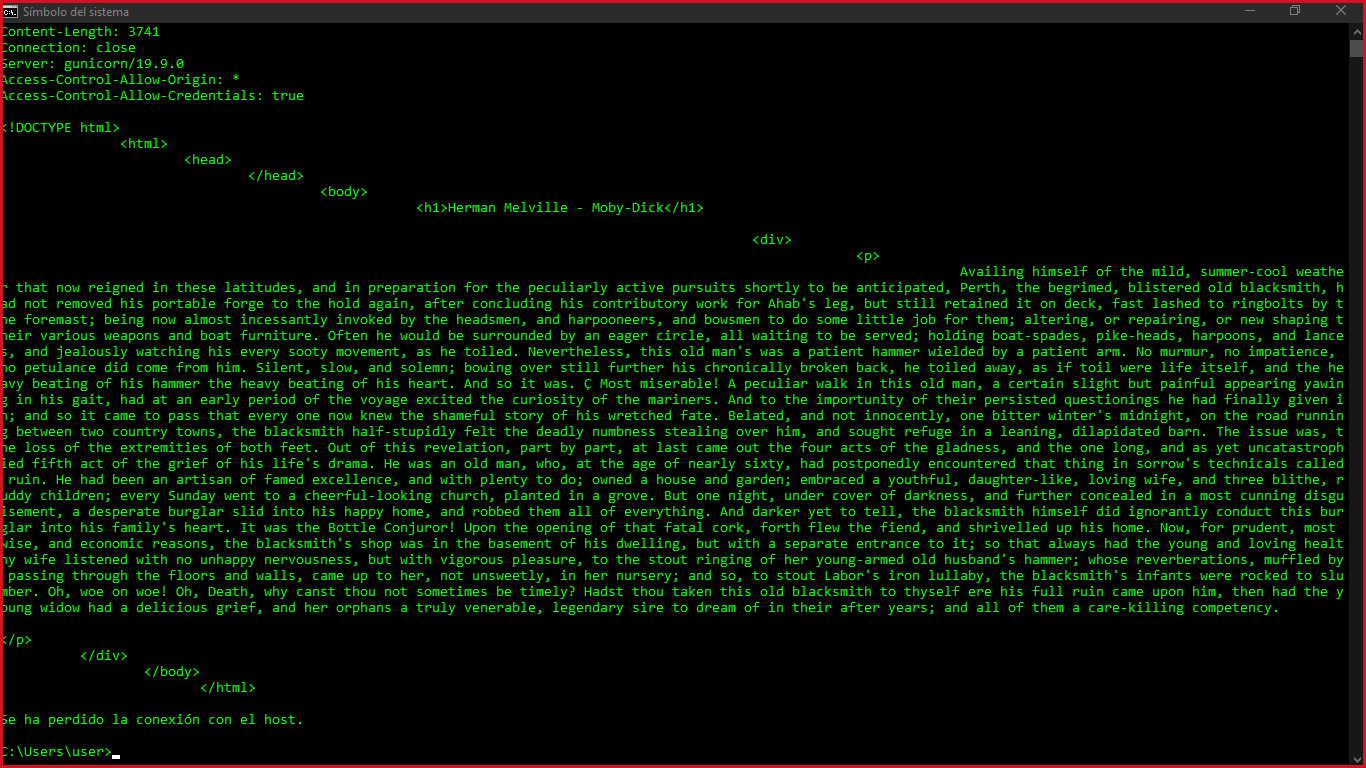 Símbolo del sistema
Content-Length: 3741
Connection: close
Server: gunicorn/19.9.0
Access-Control-Allow-Origin: *
Access-Control-Allow-Credentials: true
<!DOCTYPE html>
<html>
<head>
</head>
<body>
<h1>Herman Melville - Moby-Dick</h1>
<div>
<p>
Availing himself of the mild, summer-cool weathe
r that now reigned in these latitudes, and in preparation for the peculiarly active pursuits shortly to be anticipated, Perth, the begrimed, blistered old blacksmith, h
ad not removed his portable forge to the hold again, after concluding his contributory work for Ahab's leg, but still retained it on deck, fast lashed to ringbolts by t
he foremast; being now almost incessantly invoked by the headsmen, and harpooneers, and bowsmen to do some little job for them; altering, or repairing, or new shaping t
heir various weapons and boat furniture. Often he would be surrounded by an eager circle, all waiting to be served; holding boat-spades, pike-heads, harpoons, and lance
s, and jealously watching his every sooty movement, as he toiled. Nevertheless, this old man's was a patient hammer wielded by a patient arm. No murmur, no impatience,
no petulance did come from him. Silent, slow, and solemn; bowing over still further his chronically broken back, he toiled away, as if toil were life itself, and the he
avy beating of his hammer the heavy beating of his heart. And so it was. Ç Most miserable! A peculiar walk in this old man, a certain slight but painful appearing yawin
g in his gait, had at an early period of the voyage excited the curiosity of the mariners. And to the importunity of their persisted questionings he had finally given i
n; and so it came to pass that every one now knew the shameful story of his wretched fate. Belated, and not innocently, one bitter winter's midnight, on the road runnin
g between two country towns, the blacksmith half-stupidly felt the deadly numbness stealing over him, and sought refuge in a leaning, dilapidated barn. The issue was, t
he loss of the extremities of both feet. Out of this revelation, part by part, at last came out the four acts of the gladness, and the one long, and as yet uncatastroph
ied fifth act of the grief of his life's drama. He was an old man, who, at the age of nearly sixty, had postponedly encountered that thing in sorrow's technicals called
ruin. He had been an artisan of famed excellence, and with plenty to do; owned a house and garden; embraced a youthful, daughter-like, loving wife, and three blithe, r
uddy children; every Sunday went to a cheerful-looking church, planted in a grove. But one night, under cover of darkness, and further concealed in a most cunning disgu
isement, a desperate burglar slid into his happy home, and robbed them all of everything. And darker yet to tell, the blacksmith himself did ignorantly conduct this bur
glar into his family's heart. It was the Bottle Conjuror! Upon the opening of that fatal cork, forth flew the fiend, and shrivelled up his home. Now, for prudent, most
wise, and economic reasons, the blacksmith's shop was in the basement of his dwelling, but with a separate entrance to it; so that always had the young and loving healt
hy wife listened with no unhappy nervousness, but with vigorous pleasure, to the stout ringing of her young-armed old husband's hammer; whose reverberations, muffled by
passing through the floors and walls, came up to her, not unsweetly, in her nursery; and so, to stout Labor's iron lullaby, the blacksmith's infants were rocked to slu
mber. Oh, woe on woe! Oh, Death, why canst thou not sometimes be timely? Hadst thou taken this old blacksmith to thyself ere his full ruin came upon him, then had the y
oung widow had a delicious grief, and her orphans a truly venerable, legendary sire to dream of in their after years; and all of them a care-killing competency.
</p>
</div>
</body>
</html>
Se ha perdido la conexión con el host.
C:\Users\user>